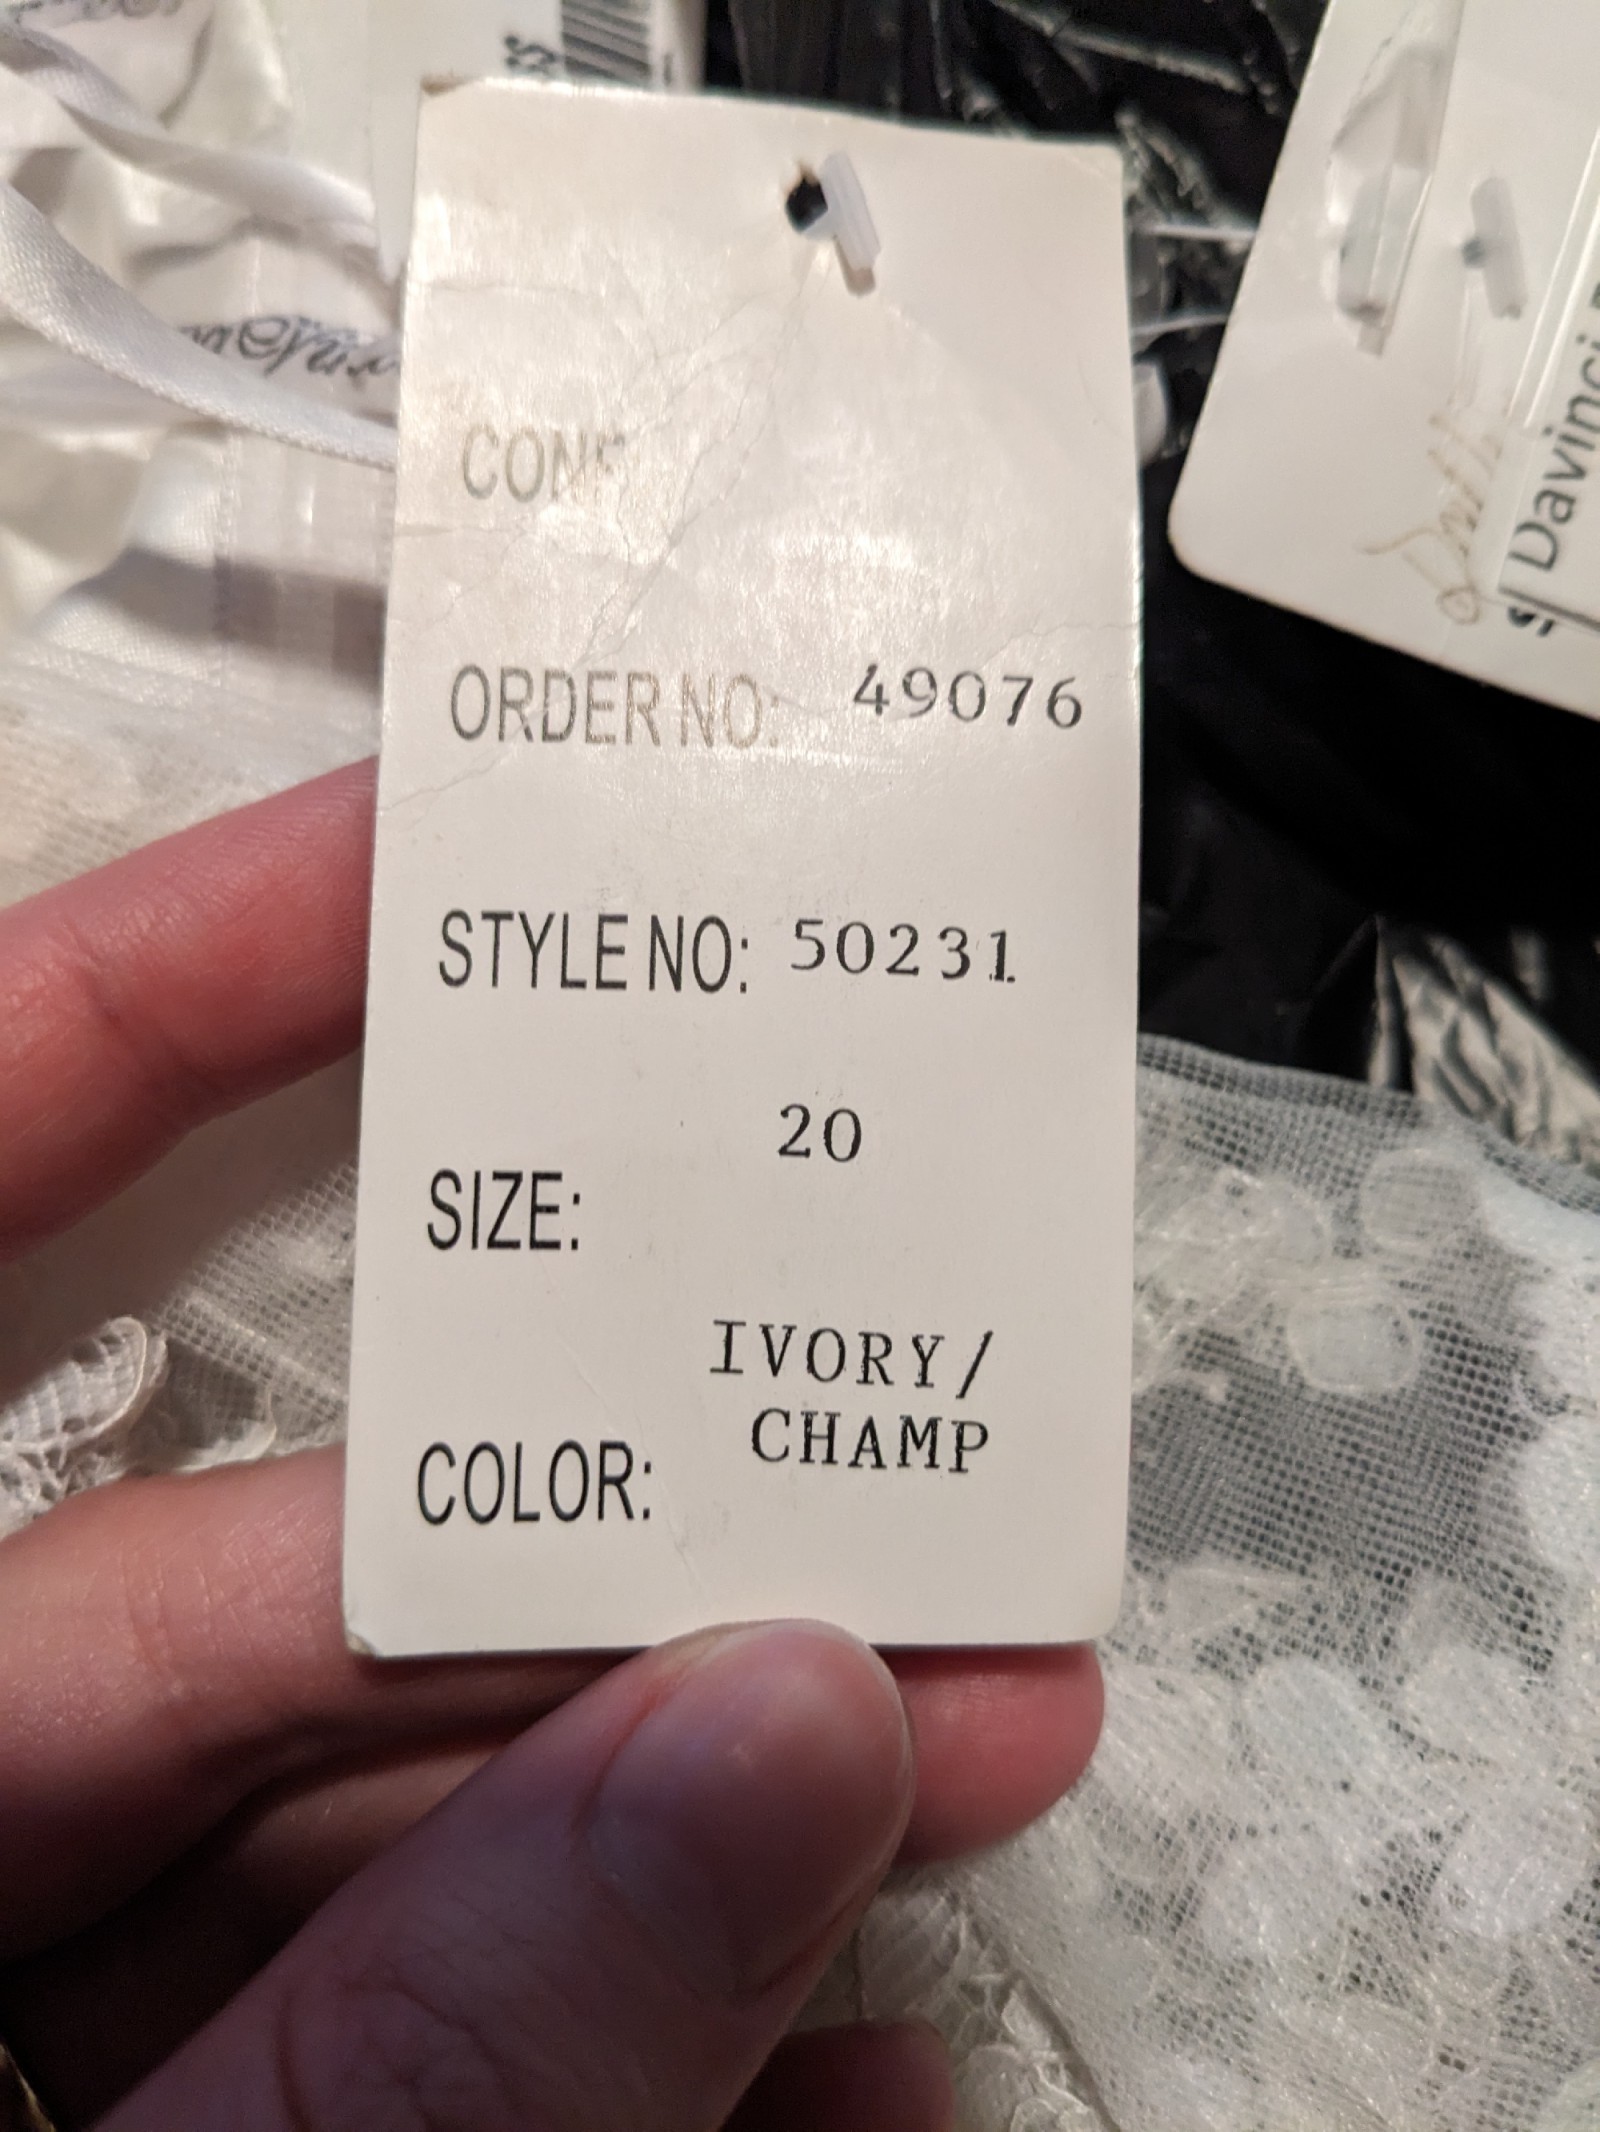 CONF
ORDER NO: 49076
STYLE NO: 50231
SIZE: 20
COLOR: IVORY/
CHAMP
Davinci